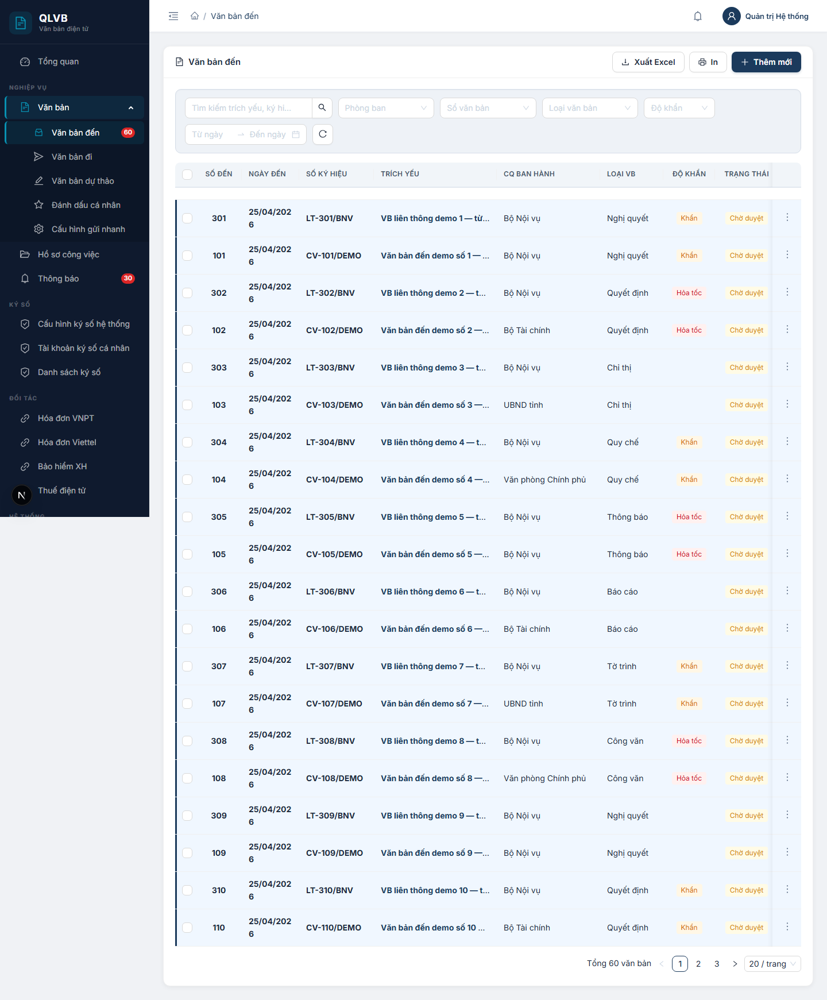 QLVB
Văn bản điện tử
Tổng quan
NGHIỆP VỤ
Văn bản
Văn bản đến 60
Văn bản đi
Văn bản dự thảo
Đánh dấu cá nhân
Cấu hình gửi nhanh
Hồ sơ công việc
Thông báo 30
KÝ SỐ
Cấu hình ký số hệ thống
Tài khoản ký số cá nhân
Danh sách ký số
ĐỐI TÁC
Hóa đơn VNPT
Hóa đơn Viettel
Bảo hiểm XH
N Thuế điện tử
HỆ THỐNG
/ Văn bản đến
Quản trị Hệ thống
Văn bản đến
Xuất Excel In Thêm mới
Tìm kiếm trích yếu, ký hi... Phòng ban Sổ văn bản Loại văn bản Độ khẩn
Từ ngày Đến ngày
SỐ ĐẾN NGÀY ĐẾN SỐ KÝ HIỆU TRÍCH YẾU CQ BAN HÀNH LOẠI VB ĐỘ KHẨN TRẠNG THÁI
301 25/04/2026 LT-301/BNV VB liên thông demo 1 — từ... Bộ Nội vụ Nghị quyết Khẩn Chờ duyệt
101 25/04/2026 CV-101/DEMO Văn bản đến demo số 1 — ... Bộ Nội vụ Nghị quyết Khẩn Chờ duyệt
302 25/04/2026 LT-302/BNV VB liên thông demo 2 — t... Bộ Nội vụ Quyết định Hỏa tốc Chờ duyệt
102 25/04/2026 CV-102/DEMO Văn bản đến demo số 2 —... Bộ Tài chính Quyết định Hỏa tốc Chờ duyệt
303 25/04/2026 LT-303/BNV VB liên thông demo 3 — t... Bộ Nội vụ Chỉ thị Chờ duyệt
103 25/04/2026 CV-103/DEMO Văn bản đến demo số 3 —... UBND tỉnh Chỉ thị Chờ duyệt
304 25/04/2026 LT-304/BNV VB liên thông demo 4 — t... Bộ Nội vụ Quy chế Khẩn Chờ duyệt
104 25/04/2026 CV-104/DEMO Văn bản đến demo số 4 —... Văn phòng Chính phủ Quy chế Khẩn Chờ duyệt
305 25/04/2026 LT-305/BNV VB liên thông demo 5 — t... Bộ Nội vụ Thông báo Hỏa tốc Chờ duyệt
105 25/04/2026 CV-105/DEMO Văn bản đến demo số 5 —... Bộ Nội vụ Thông báo Hỏa tốc Chờ duyệt
306 25/04/2026 LT-306/BNV VB liên thông demo 6 — t... Bộ Nội vụ Báo cáo Chờ duyệt
106 25/04/2026 CV-106/DEMO Văn bản đến demo số 6 —... Bộ Tài chính Báo cáo Chờ duyệt
307 25/04/2026 LT-307/BNV VB liên thông demo 7 — t... Bộ Nội vụ Tờ trình Khẩn Chờ duyệt
107 25/04/2026 CV-107/DEMO Văn bản đến demo số 7 —... UBND tỉnh Tờ trình Khẩn Chờ duyệt
308 25/04/2026 LT-308/BNV VB liên thông demo 8 — t... Bộ Nội vụ Công văn Hỏa tốc Chờ duyệt
108 25/04/2026 CV-108/DEMO Văn bản đến demo số 8 —... Văn phòng Chính phủ Công văn Hỏa tốc Chờ duyệt
309 25/04/2026 LT-309/BNV VB liên thông demo 9 — t... Bộ Nội vụ Nghị quyết Chờ duyệt
109 25/04/2026 CV-109/DEMO Văn bản đến demo số 9 —... Bộ Nội vụ Nghị quyết Chờ duyệt
310 25/04/2026 LT-310/BNV VB liên thông demo 10 — t... Bộ Nội vụ Quyết định Khẩn Chờ duyệt
110 25/04/2026 CV-110/DEMO Văn bản đến demo số 10 ... Bộ Tài chính Quyết định Khẩn Chờ duyệt
Tổng 60 văn bản 1 2 3 20 / trang